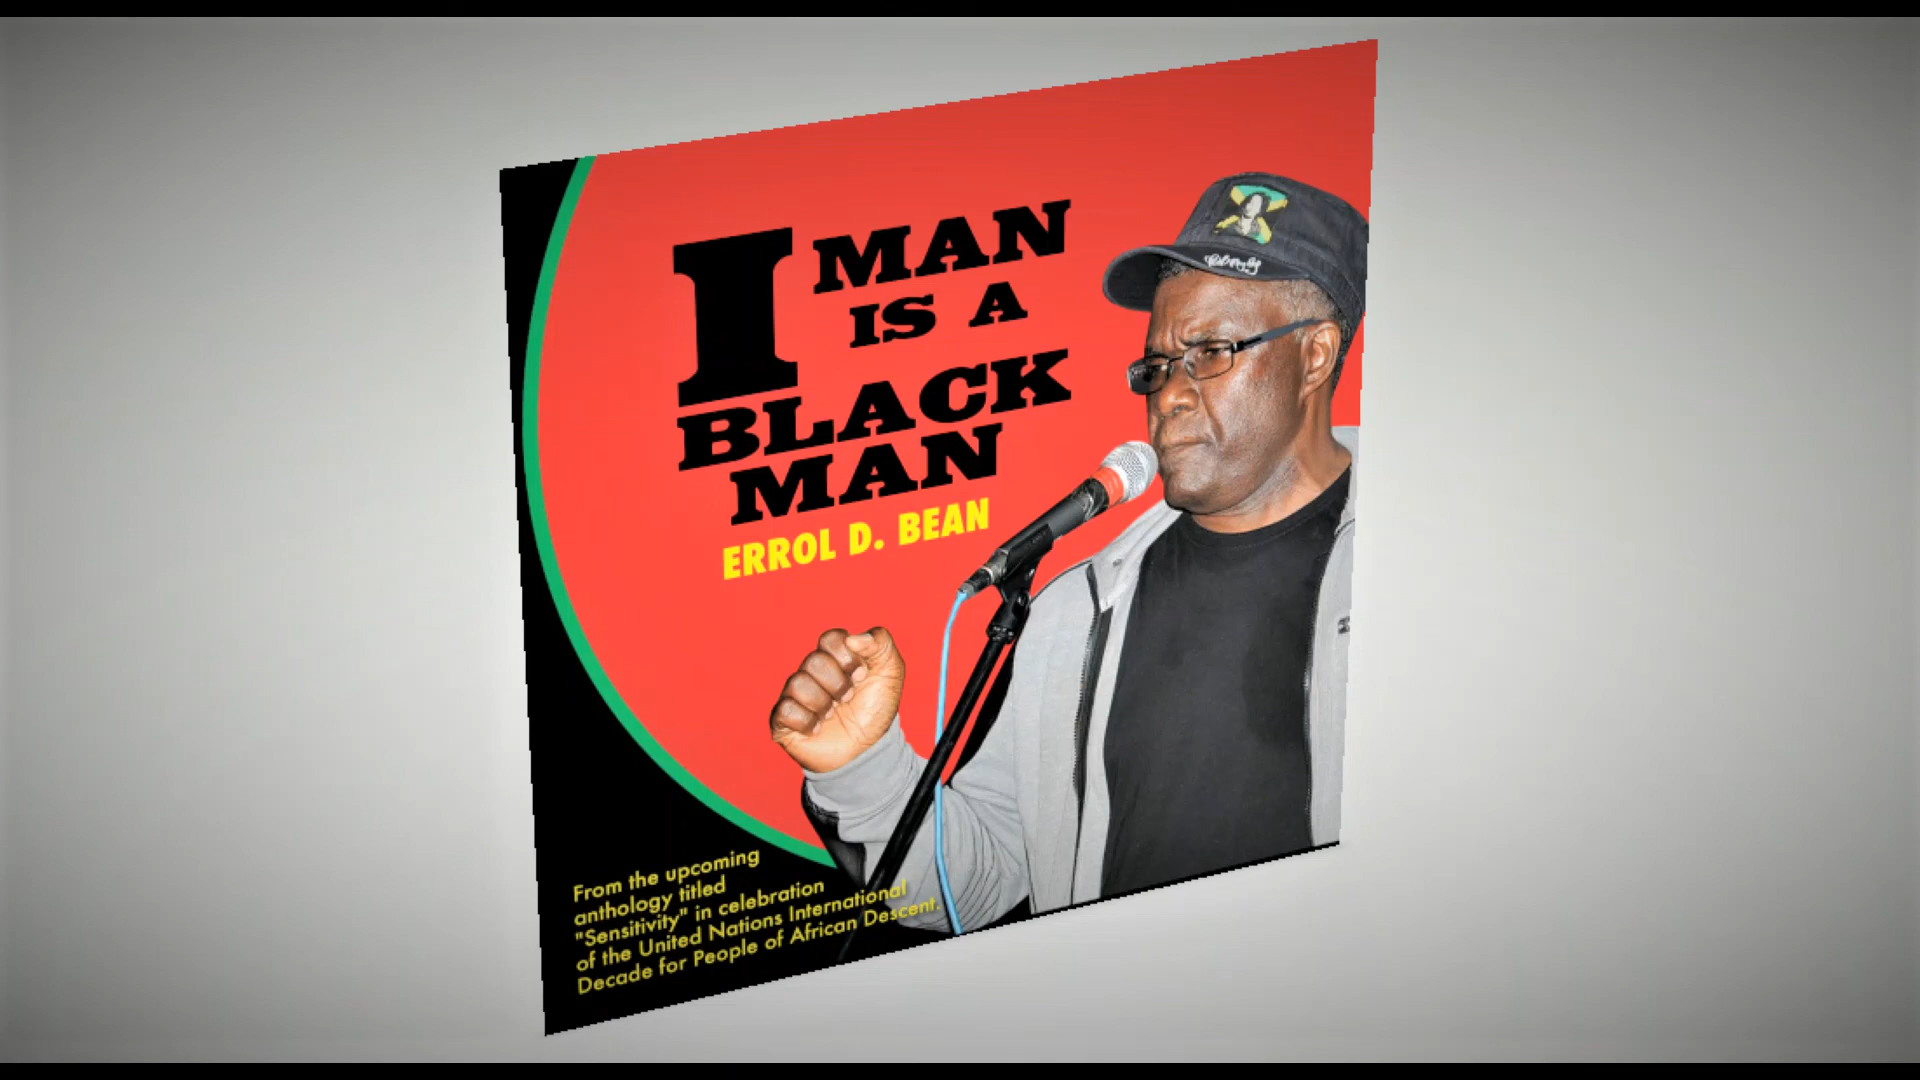 I MAN
IS A
BLACK
MAN
ERROL D. BEAN
From the upcoming
anthology titled
"Sensitivity" in celebration
of the United Nations International
Decade for People of African Descent.